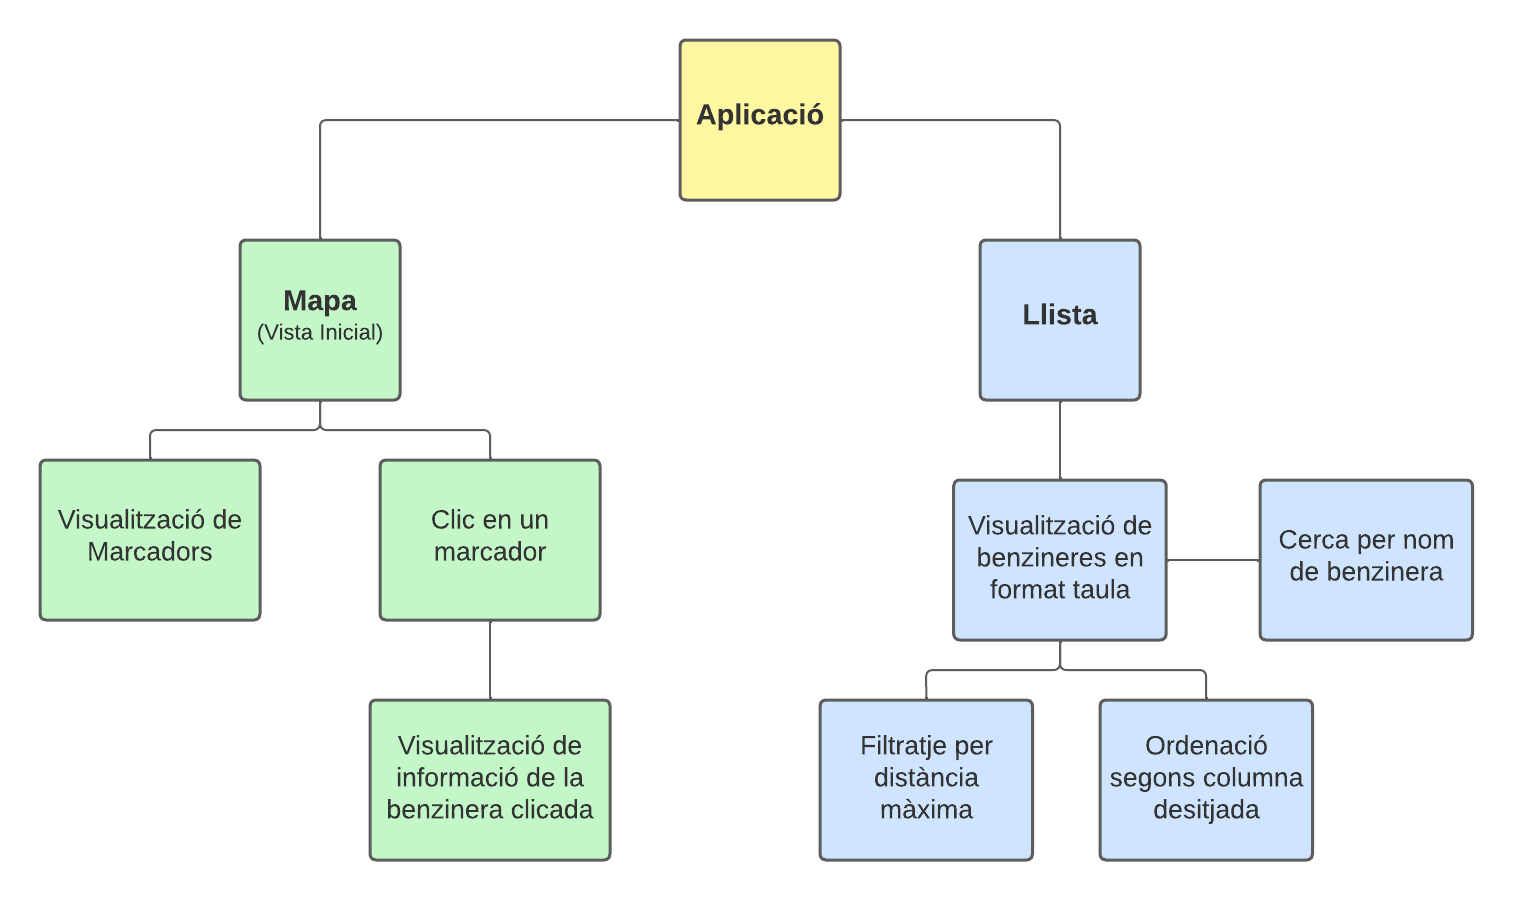 Aplicació
Mapa
(Vista Inicial)
Llista
Visualització de
Marcadors
Clic en un
marcador
Visualització de
benzineres en
format taula
Cerca per nom
de benzinera
Visualització de
informació de la
benzinera clicada
Filtratje per
distància
màxima
Ordenació
segons columna
desitjada